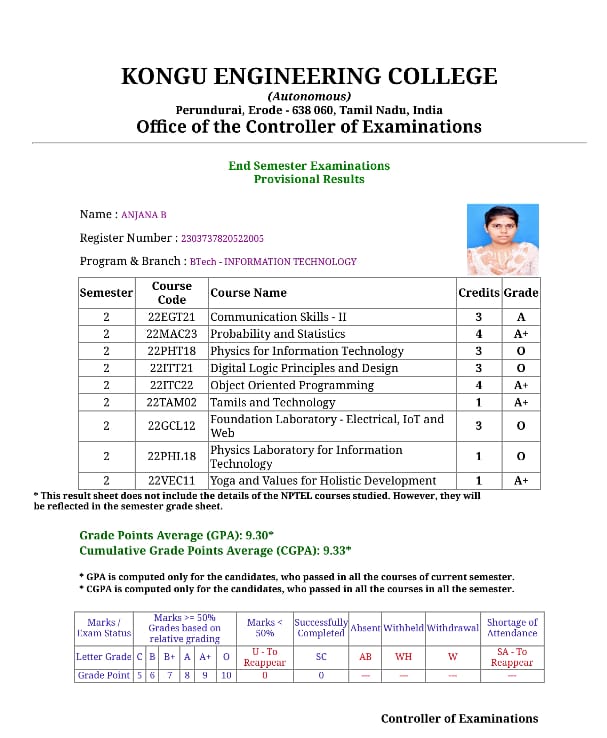 KONGU ENGINEERING COLLEGE
(Autonomous)
Perundurai, Erode - 638 060, Tamil Nadu, India
Office of the Controller of Examinations
End Semester Examinations
Provisional Results
Name : ANJANA B
Register Number : 2303737820522005
Program & Branch : BTech - INFORMATION TECHNOLOGY
Semester Course Code Course Name Credits Grade
2 22EGT21 Communication Skills - II 3 A
2 22MAC23 Probability and Statistics 4 A+
2 22PHT18 Physics for Information Technology 3 O
2 22ITT21 Digital Logic Principles and Design 3 O
2 22ITC22 Object Oriented Programming 4 A+
2 22TAM02 Tamils and Technology 1 A+
2 22GCL12 Foundation Laboratory - Electrical, IoT and Web 3 O
2 22PHL18 Physics Laboratory for Information Technology 1 O
2 22VEC11 Yoga and Values for Holistic Development 1 A+
* This result sheet does not include the details of the NPTEL courses studied. However, they will
be reflected in the semester grade sheet.
Grade Points Average (GPA): 9.30*
Cumulative Grade Points Average (CGPA): 9.33*
* GPA is computed only for the candidates, who passed in all the courses of current semester.
* CGPA is computed only for the candidates, who passed in all the courses in all the semester.
Marks / Exam Status Marks >= 50% Grades based on relative grading Marks < 50% Successfully Completed Absent Withheld Withdrawal Shortage of Attendance
Letter Grade C B B+ A A+ O U - To Reappear SC AB WH W SA - To Reappear
Grade Point 5 6 7 8 9 10 0 0 --- --- --- ---
Controller of Examinations